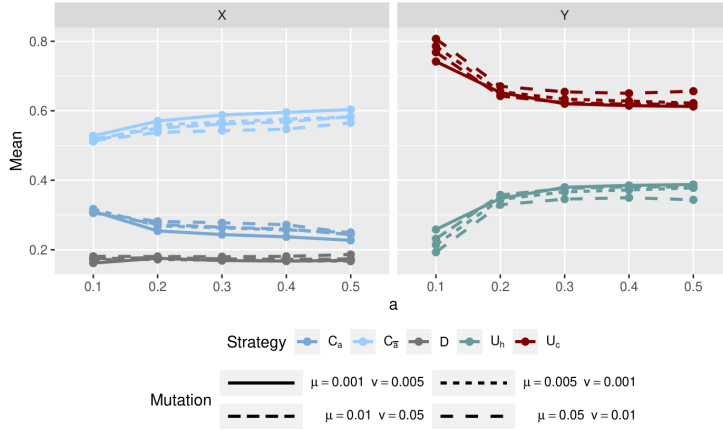 X Y
0.8
0.6
0.4
0.2
Mean
0.1 0.2 0.3 0.4 0.5 0.1 0.2 0.3 0.4 0.5
a
Strategy Cₐ C_a̅ D Uₕ U_c
Mutation
μ = 0.001 v = 0.005 μ = 0.005 v = 0.001
μ = 0.01 v = 0.05 μ = 0.05 v = 0.01